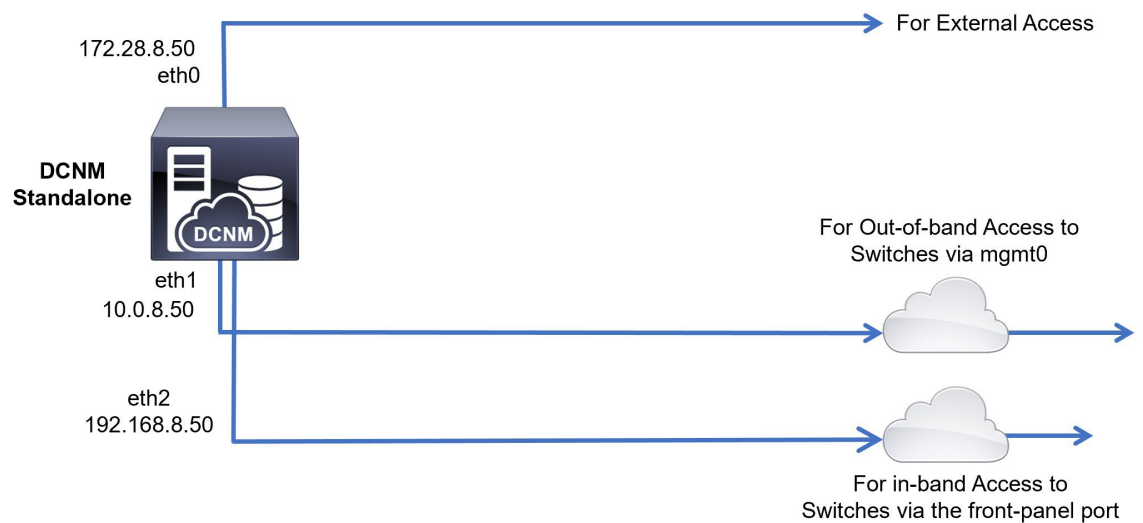 For External Access
172.28.8.50
eth0
DCNM
Standalone
DCNM
For Out-of-band Access to
Switches via mgmt0
eth1
10.0.8.50
eth2
192.168.8.50
For in-band Access to
Switches via the front-panel port